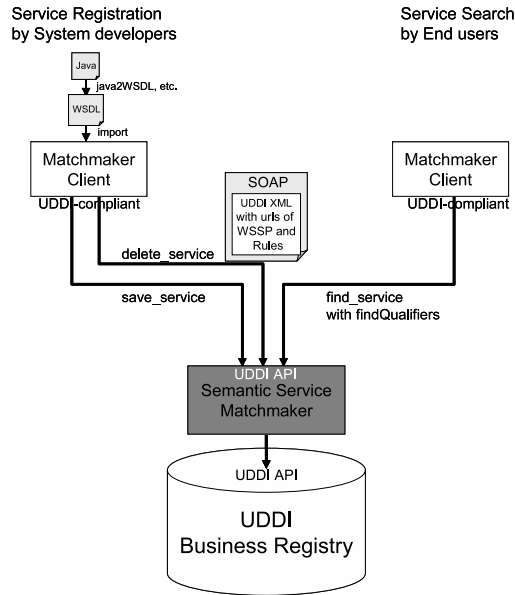 Service Registration
by System developers
Service Search
by End users
Java
java2WSDL, etc.
WSDL
import
Matchmaker
Client
UDDI-compliant
SOAP
UDDI XML
with urls of
WSSP and
Rules
Matchmaker
Client
UDDI-compliant
delete_service
save_service
find_service
with findQualifiers
UDDI API
Semantic Service
Matchmaker
UDDI API
UDDI
Business Registry